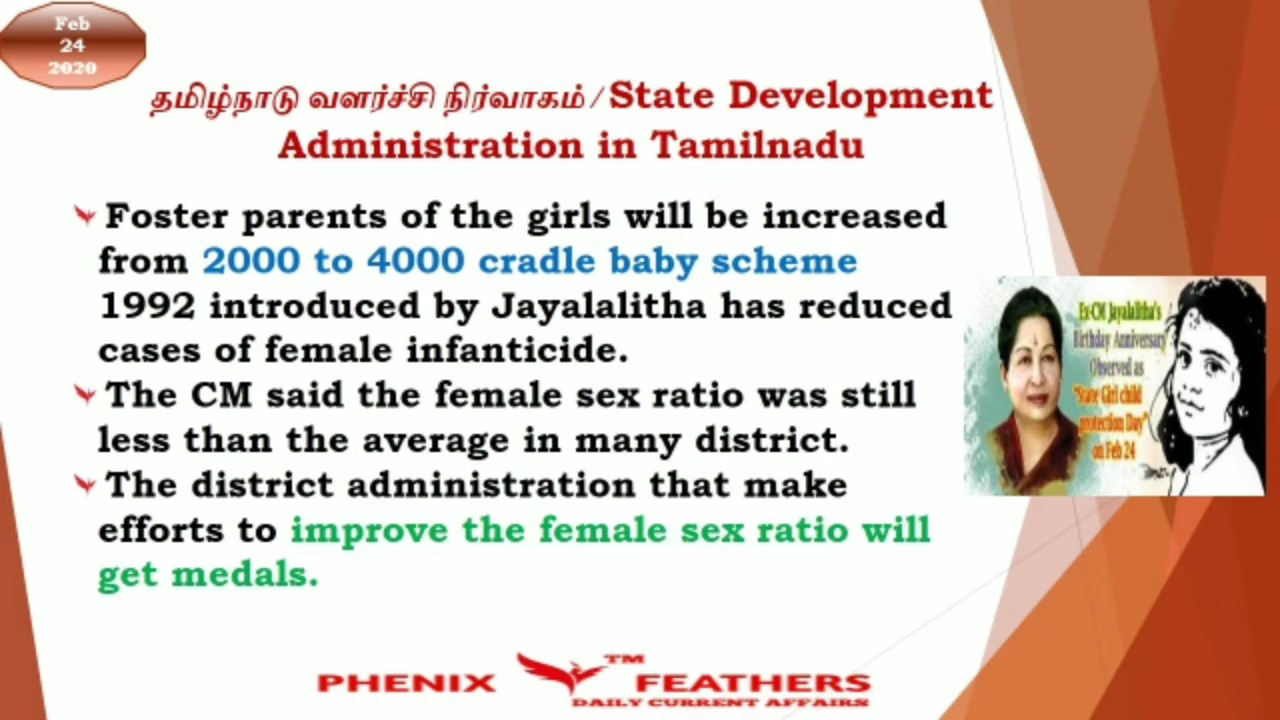 Feb
24
2020
தமிழ்நாடு வளர்ச்சி நிர்வாகம் / State Development
Administration in Tamilnadu
Foster parents of the girls will be increased
from 2000 to 4000 cradle baby scheme
1992 introduced by Jayalalitha has reduced
cases of female infanticide.
The CM said the female sex ratio was still
less than the average in many district.
The district administration that make
efforts to improve the female sex ratio will
get medals.
Ex-CM Jayalalitha's
Birthday Anniversary
Observed as
"State Girl child
protection Day"
on Feb 24
PHENIX FEATHERS TM
DAILY CURRENT AFFAIRS